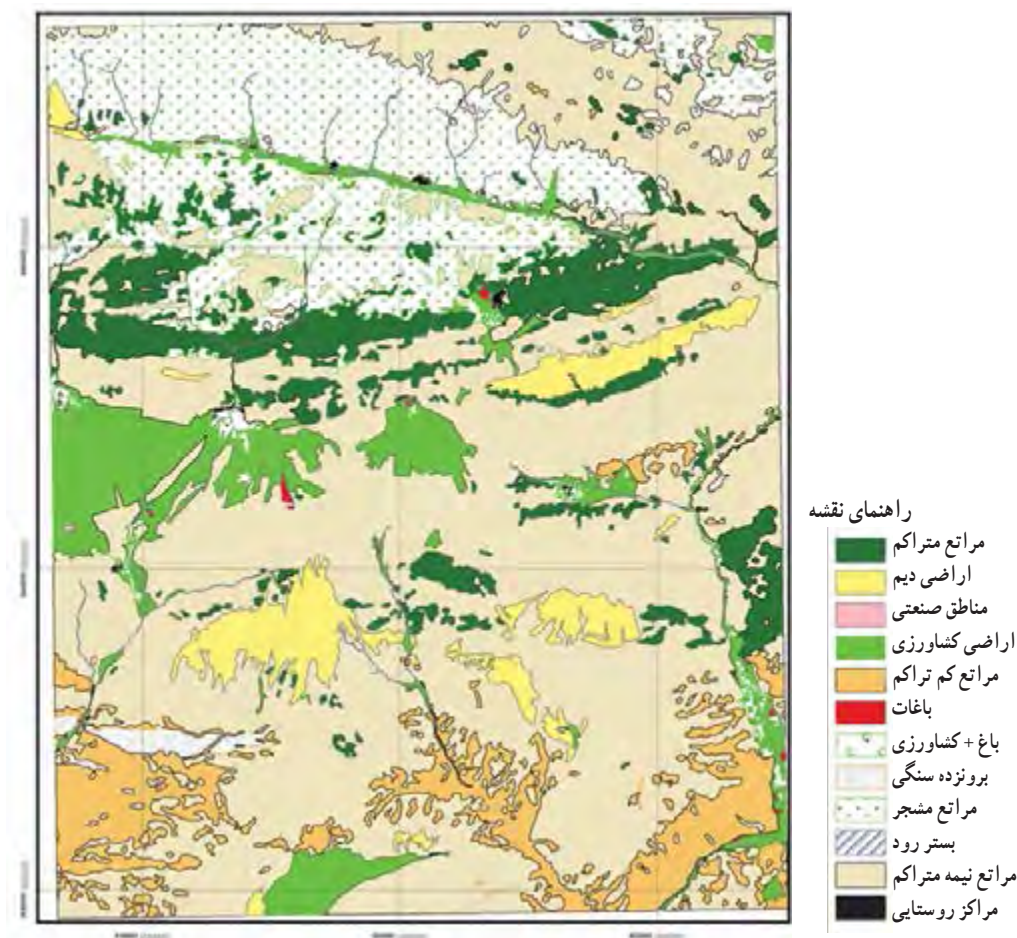 راهنمای نقشه
مراتع متراکم
اراضی دیم
مناطق صنعتی
اراضی کشاورزی
مراتع کم تراکم
باغات
باغ + کشاورزی
برونزده سنگی
مراتع مشجر
بستر رود
مراتع نیمه متراکم
مراکز روستایی